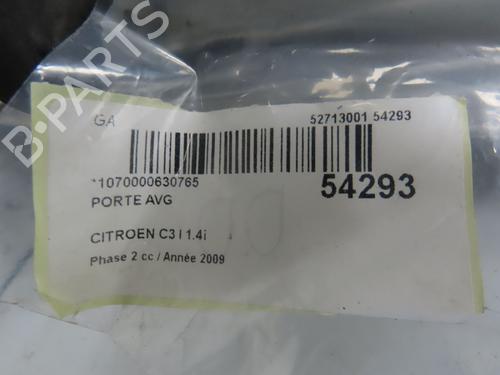 B-PARTS
GA
52713001 54293
*1070000630765
54293
PORTE AVG
CITROEN C3 I 1.4i
Phase 2 cc / Année 2009